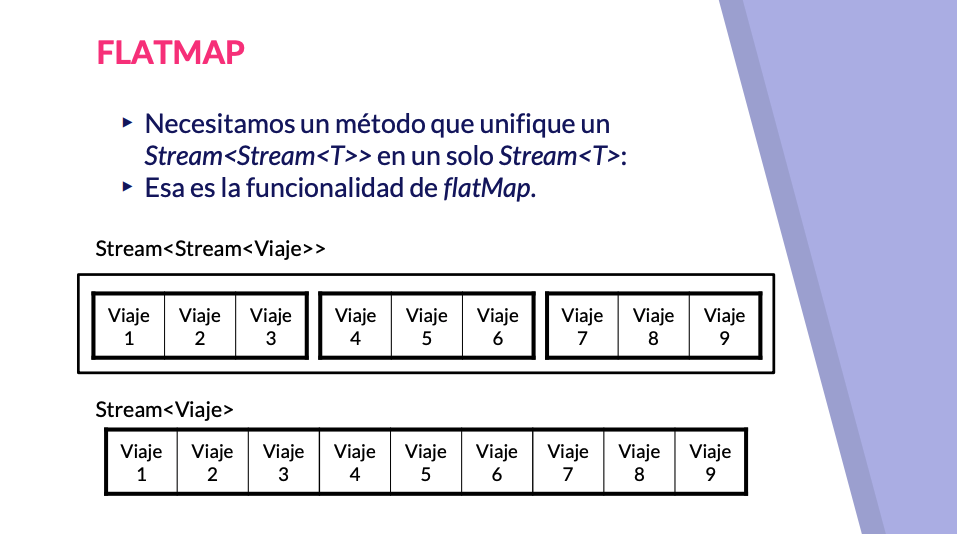 FLATMAP
▸ Necesitamos un método que unifique un
Stream<Stream<T>> en un solo Stream<T>:
▸ Esa es la funcionalidad de flatMap.
Stream<Stream<Viaje>>
Viaje Viaje Viaje Viaje Viaje Viaje Viaje Viaje Viaje
1 2 3 4 5 6 7 8 9
Stream<Viaje>
Viaje Viaje Viaje Viaje Viaje Viaje Viaje Viaje Viaje
1 2 3 4 5 6 7 8 9